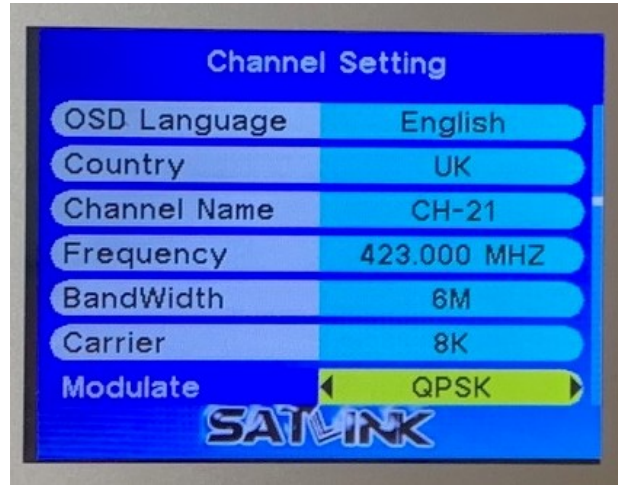 Channel Setting
OSD Language English
Country UK
Channel Name CH-21
Frequency 423.000 MHZ
BandWidth 6M
Carrier 8K
Modulate QPSK
SATLINK